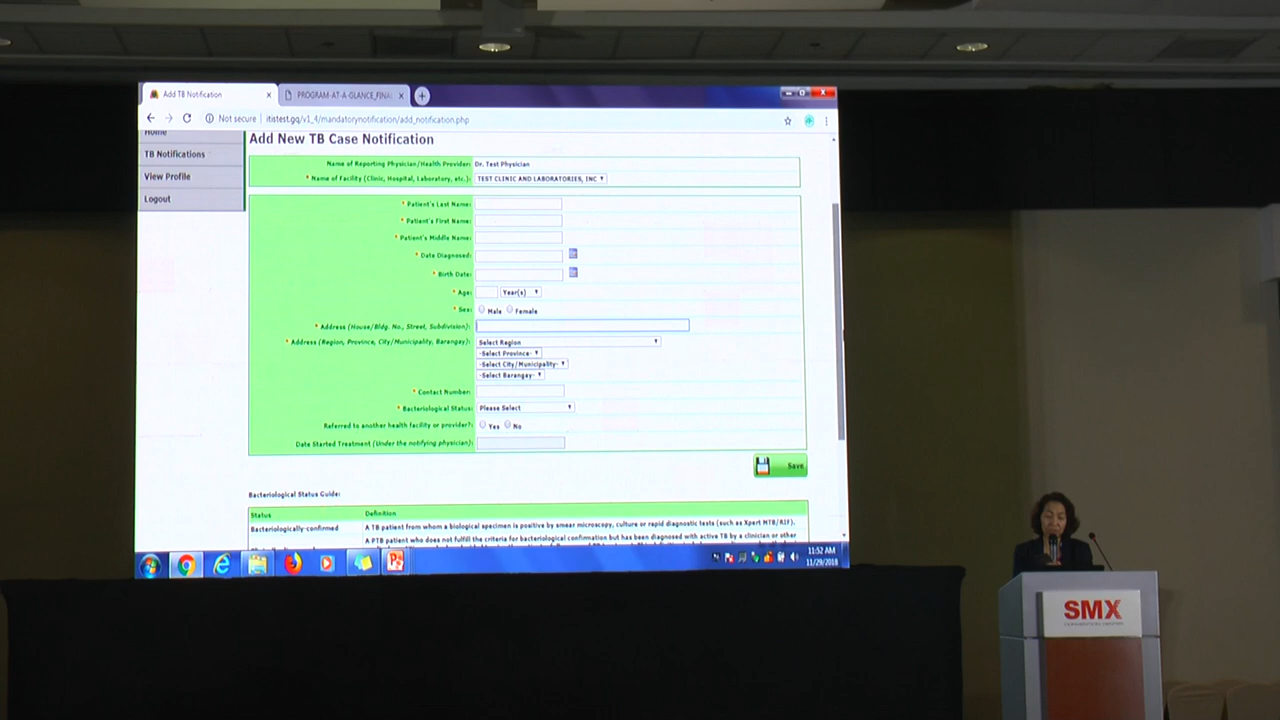 Add TB Notification
PROGRAM-AT-A-GLANCE_FINAL
Not secure | itistest.gq/v1_4/mandatorynotification/add_notification.php
Home
TB Notifications
View Profile
Logout
Add New TB Case Notification
Name of Reporting Physician/Health Provider: Dr. Test Physician
* Name of Facility (Clinic, Hospital, Laboratory, etc.): TEST CLINIC AND LABORATORIES, INC
* Patient's Last Name:
* Patient's First Name:
* Patient's Middle Name:
* Date Diagnosed:
* Birth Date:
* Age: Year(s)
* Sex: Male Female
* Address (House/Bldg. No., Street, Subdivision):
* Address (Region, Province, City/Municipality, Barangay): Select Region
-Select Province-
-Select City/Municipality-
-Select Barangay-
* Contact Number:
* Bacteriological Status: Please Select
Referred to another health facility or provider?: Yes No
Date Started Treatment (Under the notifying physician):
Save
Bacteriological Status Guide:
Status Definition
Bacteriologically-confirmed A TB patient from whom a biological specimen is positive by smear microscopy, culture or rapid diagnostic tests (such as Xpert MTB/RIF).
A PTB patient who does not fulfill the criteria for bacteriological confirmation but has been diagnosed with active TB by a clinician or other
11:52 AM
11/29/2018
SMX